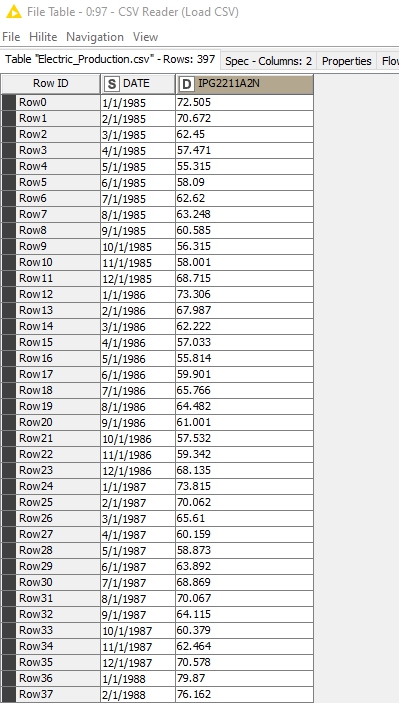 File Table - 0:97 - CSV Reader (Load CSV)
File Hilite Navigation View
Table "Electric_Production.csv" - Rows: 397 Spec - Columns: 2 Properties Flow
Row ID S DATE D IPG2211A2N
Row0 1/1/1985 72.505
Row1 2/1/1985 70.672
Row2 3/1/1985 62.45
Row3 4/1/1985 57.471
Row4 5/1/1985 55.315
Row5 6/1/1985 58.09
Row6 7/1/1985 62.62
Row7 8/1/1985 63.248
Row8 9/1/1985 60.585
Row9 10/1/1985 56.315
Row10 11/1/1985 58.001
Row11 12/1/1985 68.715
Row12 1/1/1986 73.306
Row13 2/1/1986 67.987
Row14 3/1/1986 62.222
Row15 4/1/1986 57.033
Row16 5/1/1986 55.814
Row17 6/1/1986 59.901
Row18 7/1/1986 65.766
Row19 8/1/1986 64.482
Row20 9/1/1986 61.001
Row21 10/1/1986 57.532
Row22 11/1/1986 59.342
Row23 12/1/1986 68.135
Row24 1/1/1987 73.815
Row25 2/1/1987 70.062
Row26 3/1/1987 65.61
Row27 4/1/1987 60.159
Row28 5/1/1987 58.873
Row29 6/1/1987 63.892
Row30 7/1/1987 68.869
Row31 8/1/1987 70.067
Row32 9/1/1987 64.115
Row33 10/1/1987 60.379
Row34 11/1/1987 62.464
Row35 12/1/1987 70.578
Row36 1/1/1988 79.87
Row37 2/1/1988 76.162